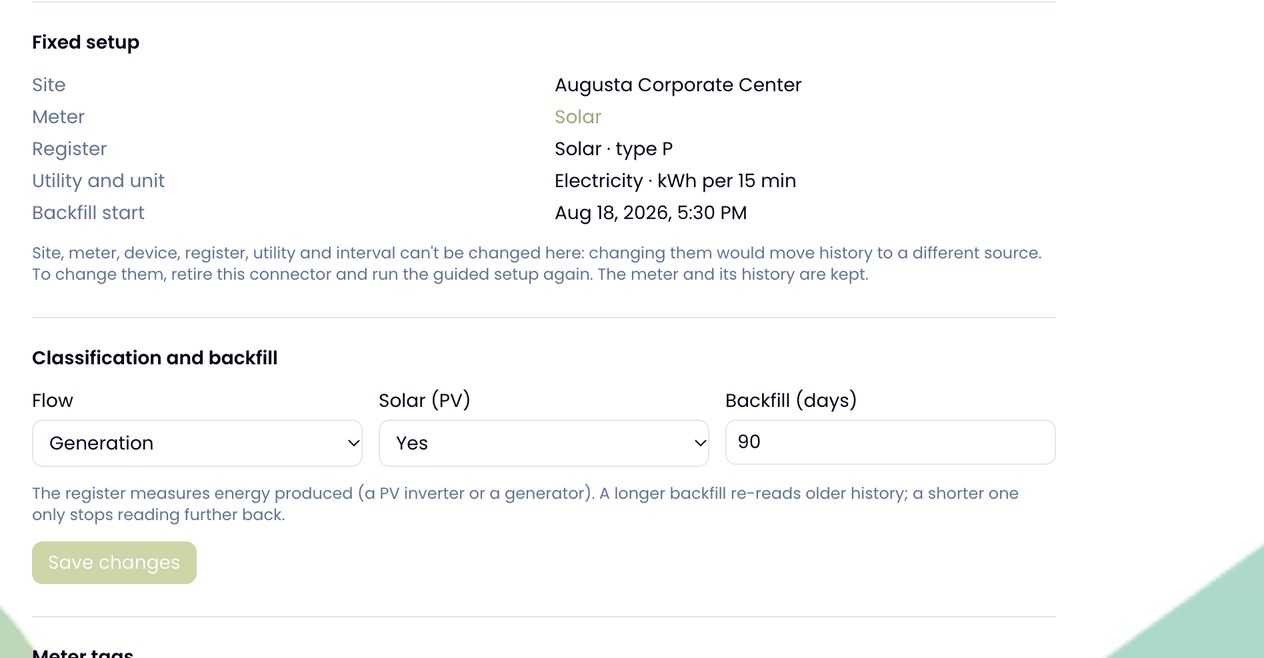 Fixed setup
Site
Augusta Corporate Center
Meter
Solar
Register
Solar · type P
Utility and unit
Electricity · kWh per 15 min
Backfill start
Aug 18, 2026, 5:30 PM
Site, meter, device, register, utility and interval can't be changed here: changing them would move history to a different source.
To change them, retire this connector and run the guided setup again. The meter and its history are kept.
Classification and backfill
Flow
Solar (PV)
Backfill (days)
Generation
Yes
90
The register measures energy produced (a PV inverter or a generator). A longer backfill re-reads older history; a shorter one
only stops reading further back.
Save changes
Meter tags